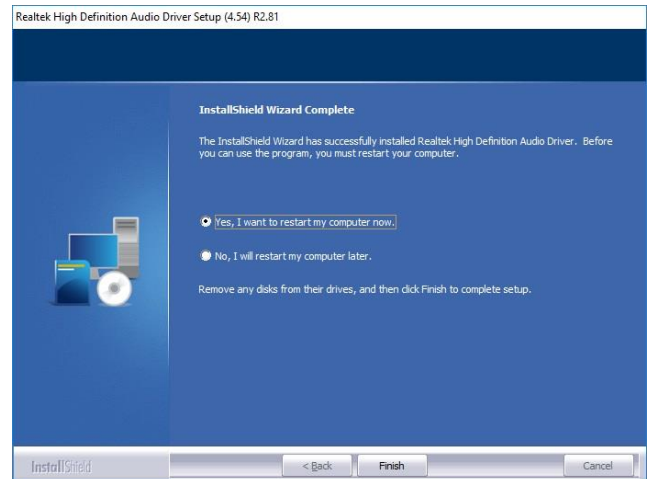 Realtek High Definition Audio Driver Setup (4.54) R2.81
InstallShield Wizard Complete
The InstallShield Wizard has successfully installed Realtek High Definition Audio Driver. Before
you can use the program, you must restart your computer.
Yes, I want to restart my computer now.
No, I will restart my computer later.
Remove any disks from their drives, and then click Finish to complete setup.
InstallShield
< Back
Finish
Cancel